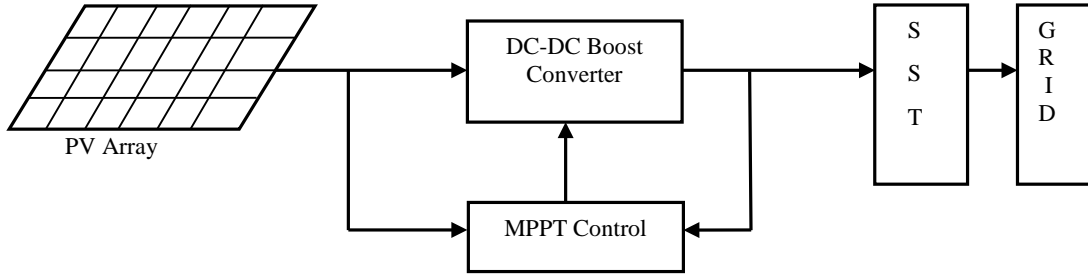 PV Array
DC-DC Boost
Converter
MPPT Control
S
S
T
G
R
I
D